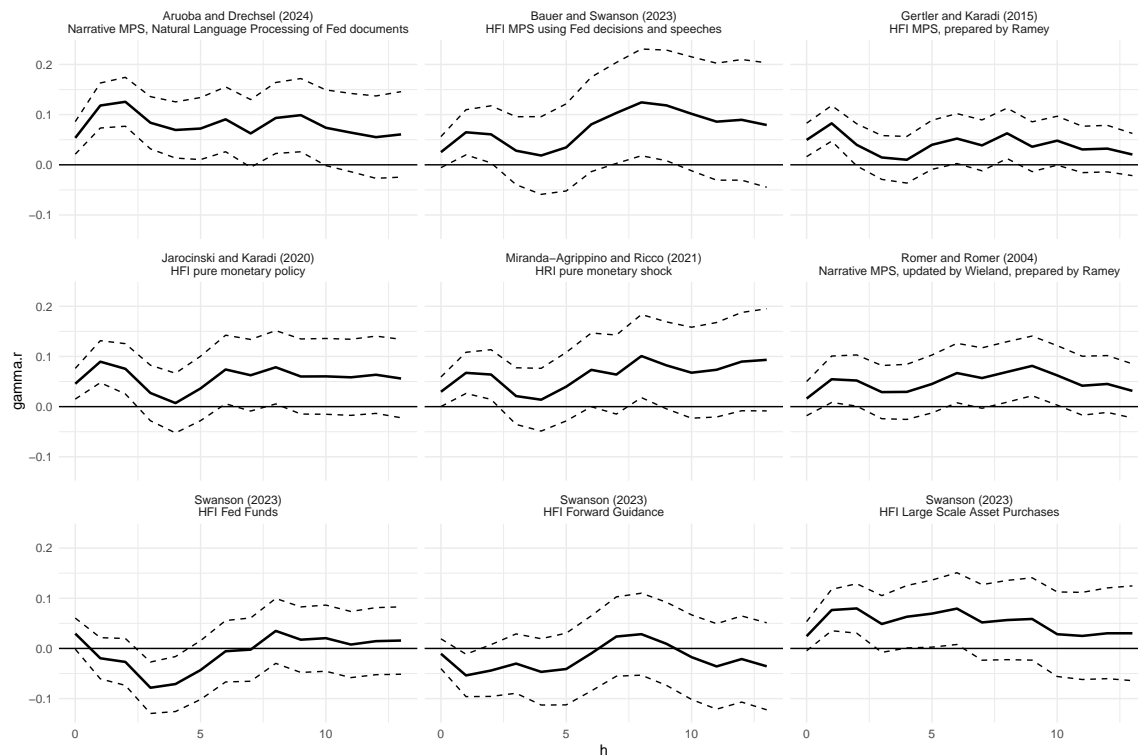 Aruoba and Drechsel (2024)
Narrative MPS, Natural Language Processing of Fed documents
Bauer and Swanson (2023)
HFI MPS using Fed decisions and speeches
Gertler and Karadi (2015)
HFI MPS, prepared by Ramey
0.2
0.1
0.0
−0.1
Jarocinski and Karadi (2020)
HFI pure monetary policy
Miranda−Agrippino and Ricco (2021)
HRI pure monetary shock
Romer and Romer (2004)
Narrative MPS, updated by Wieland, prepared by Ramey
0.2
0.1
0.0
−0.1
gamma.r
Swanson (2023)
HFI Fed Funds
Swanson (2023)
HFI Forward Guidance
Swanson (2023)
HFI Large Scale Asset Purchases
0.2
0.1
0.0
−0.1
0 5 10 0 5 10 0 5 10
h